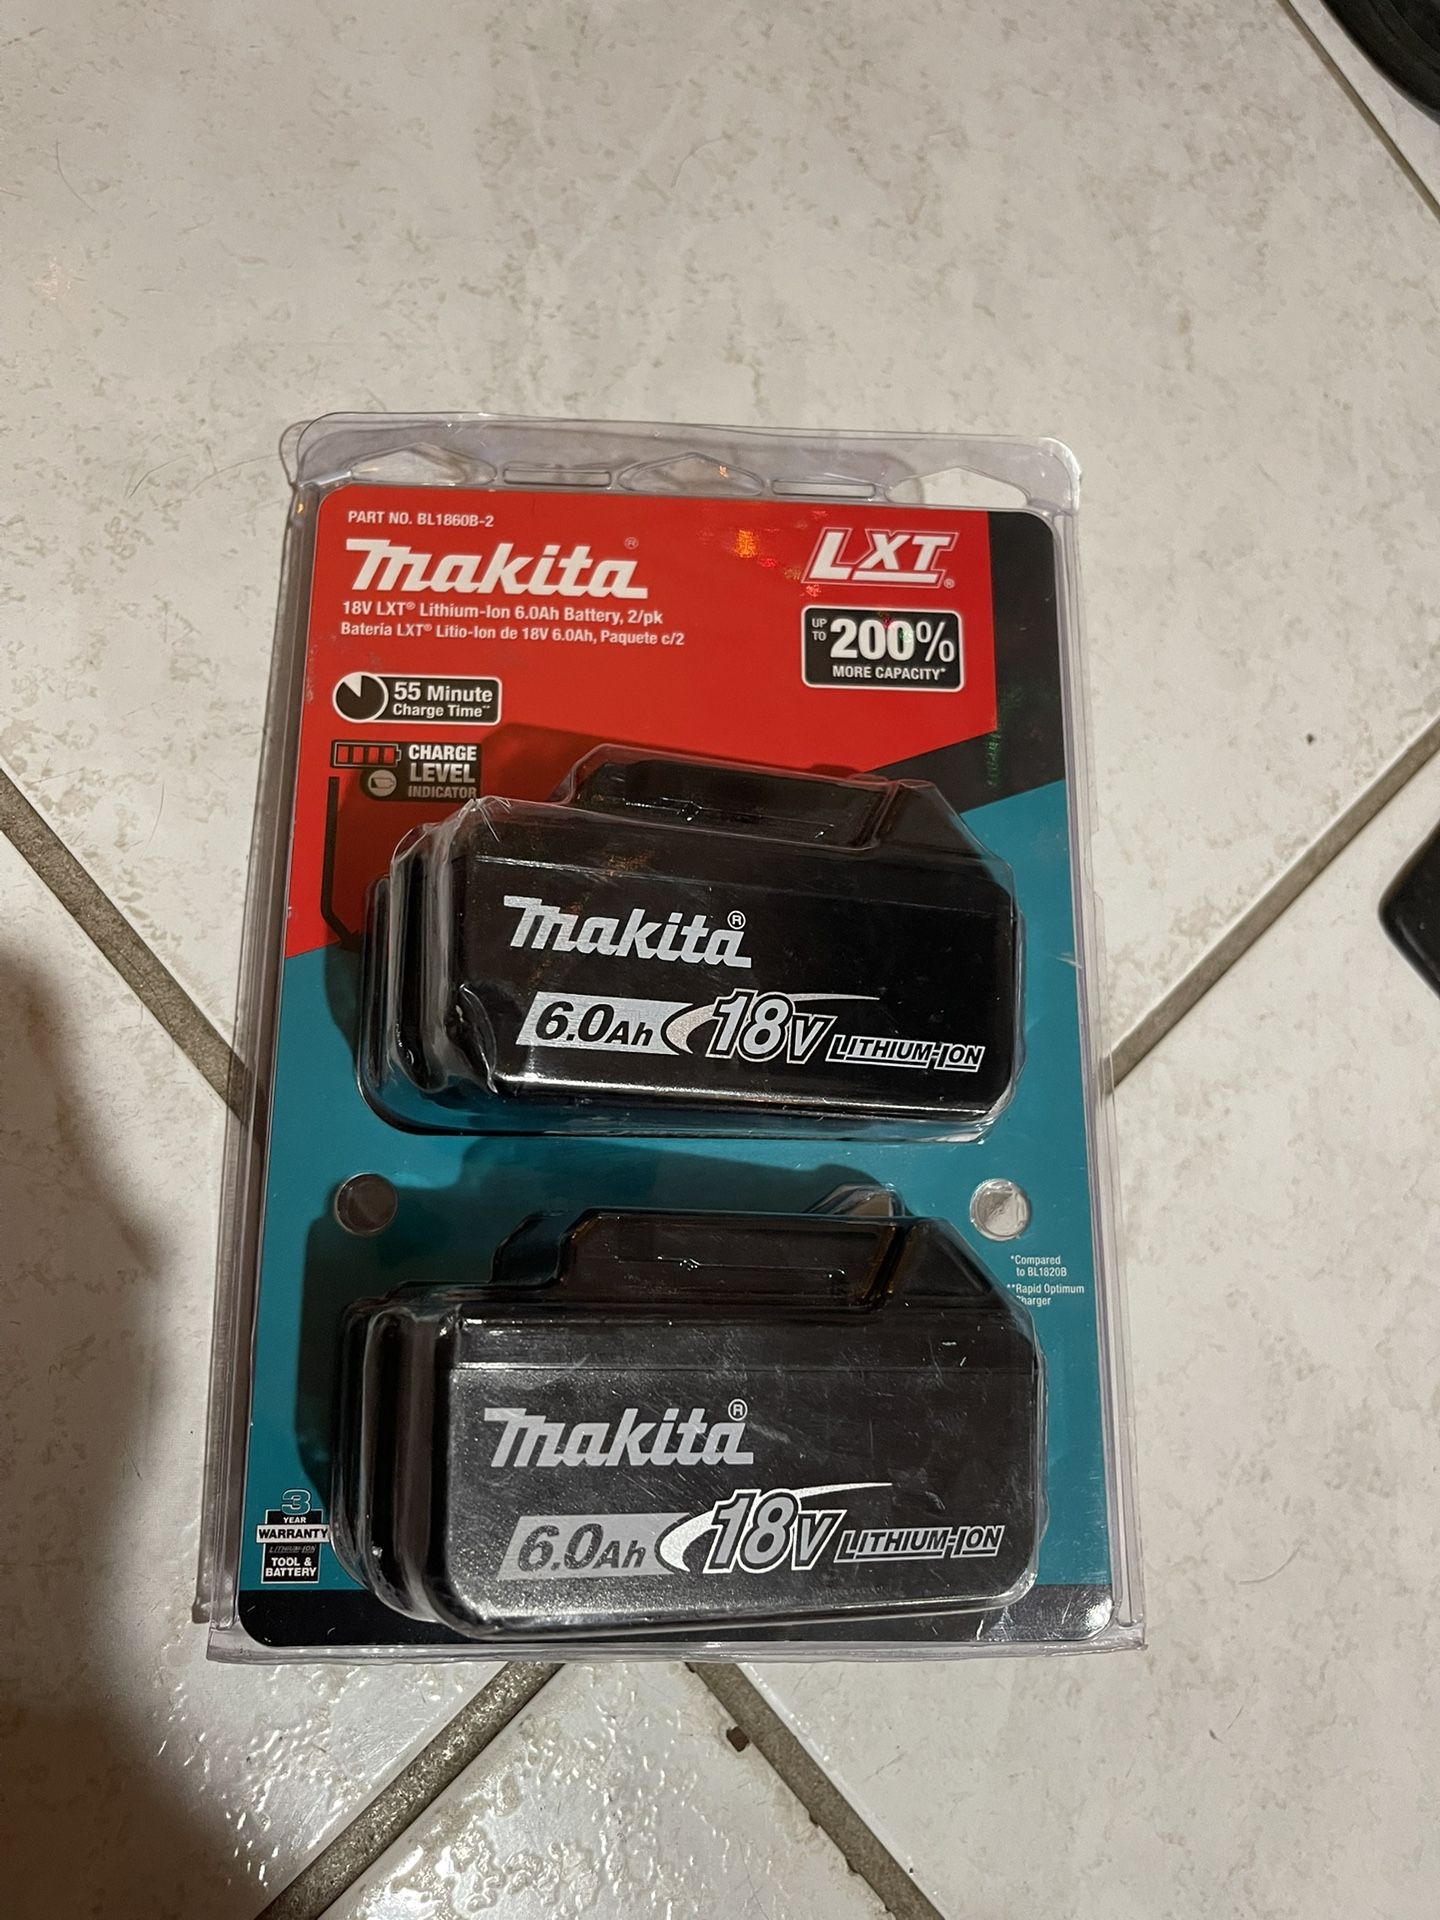 PART NO. BL1860B-2
makita®
18V LXT® Lithium-Ion 6.0Ah Battery, 2/pk
Bateria LXT® Litio-Ion de 18V 6.0Ah, Paquete c/2
LXT®
UP TO 200%
MORE CAPACITY*
55 Minute
Charge Time**
CHARGE
LEVEL
INDICATOR
makita®
6.0Ah 18V LITHIUM-ION
*Compared
to BL1820B
**Rapid Optimum
Charger
makita®
6.0Ah 18V LITHIUM-ION
3
YEAR
WARRANTY
LITHIUM-ION
TOOL &
BATTERY